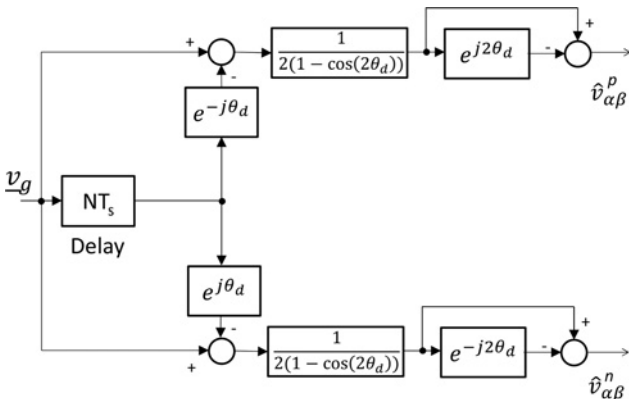 +
-
1
2(1 − cos(2θ_d))
e^{j2θ_d}
-
+
v̂^p_{αβ}
e^{−jθ_d}
v_g
NT_s
Delay
e^{jθ_d}
-
+
1
2(1 − cos(2θ_d))
e^{−j2θ_d}
-
+
v̂^n_{αβ}